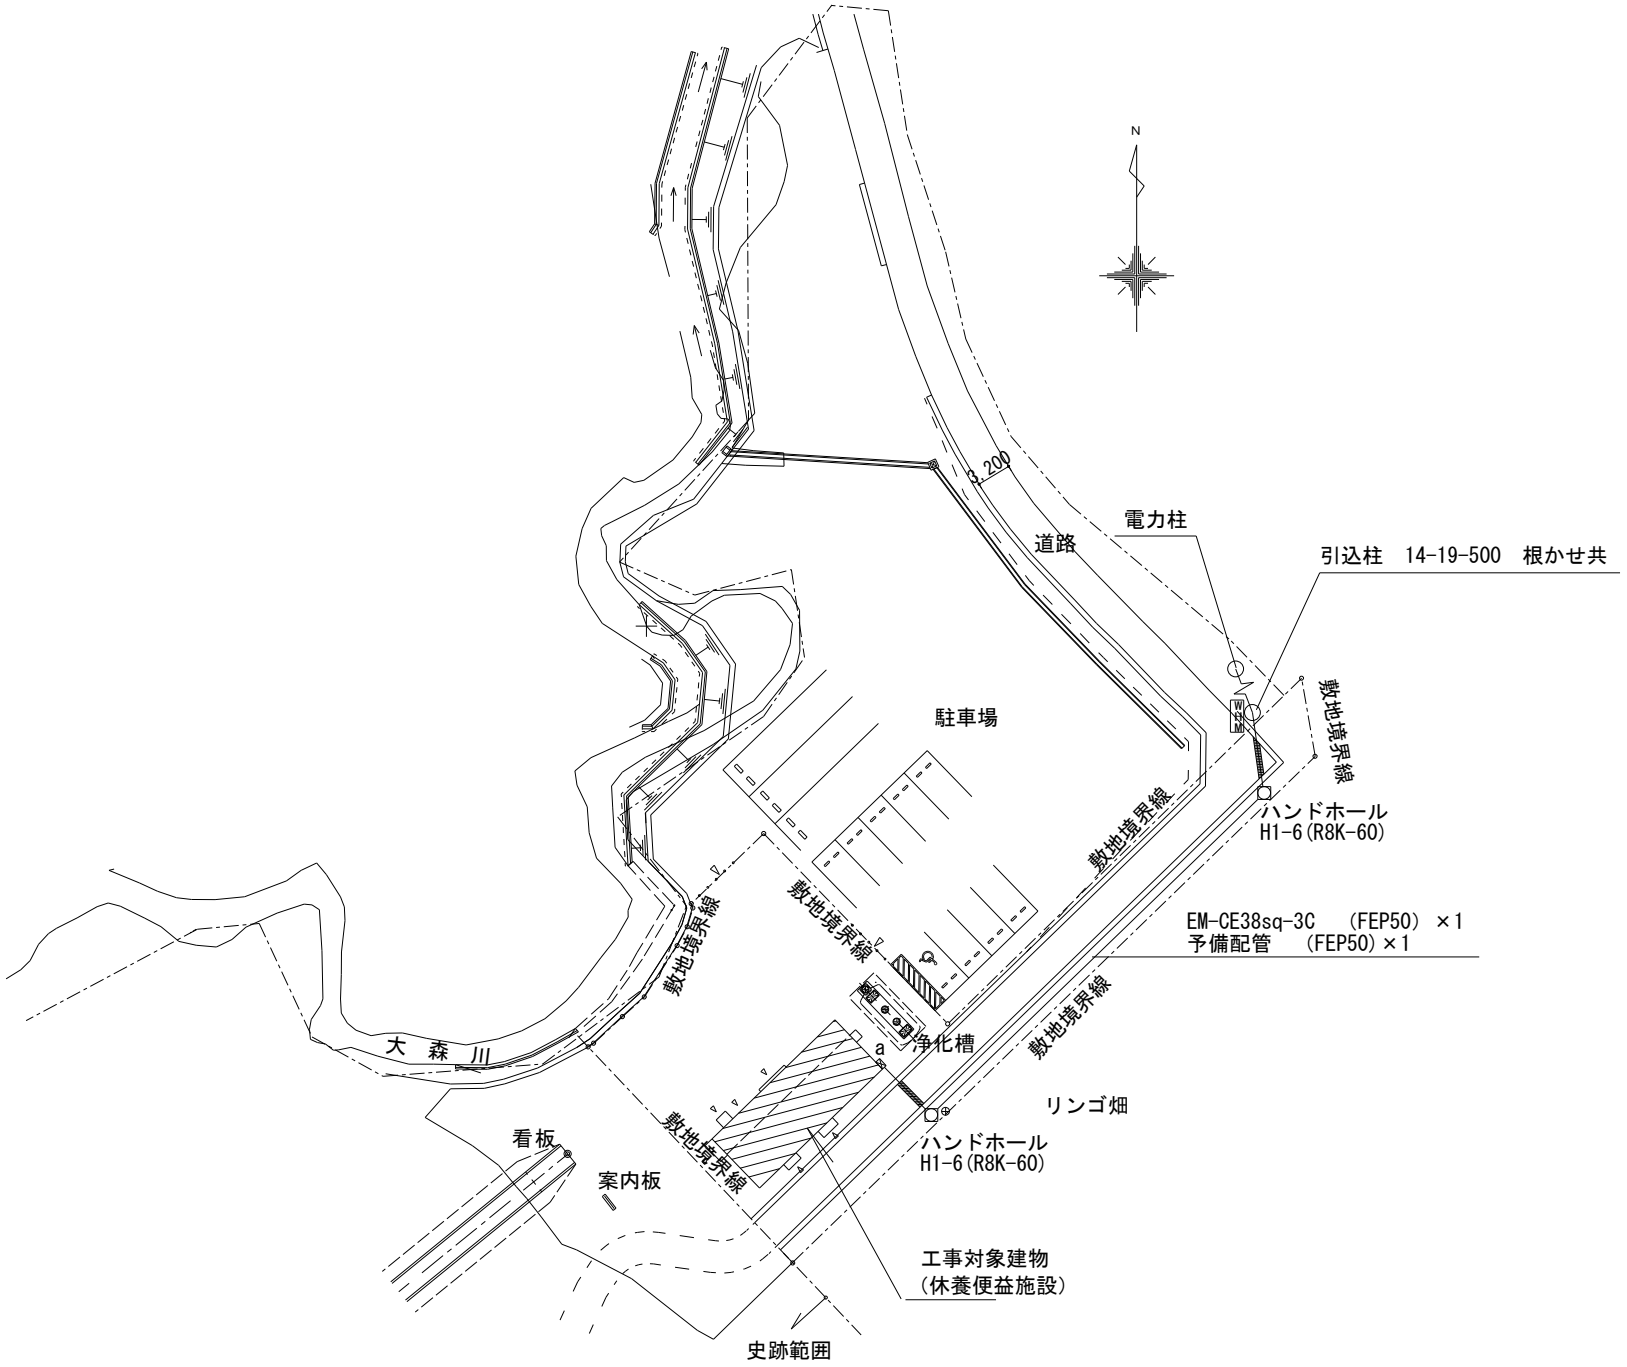 N
3,200
電力柱
道路
引込柱　14-19-500　根かせ共
敷地境界線
駐車場
WHM
敷地境界線
ハンドホール
H1-6(R8K-60)
敷地境界線
敷地境界線
EM-CE38sq-3C　(FEP50) ×1
予備配管　(FEP50)×1
敷地境界線
大森川
a
浄化槽
リンゴ畑
敷地境界線
看板
ハンドホール
H1-6(R8K-60)
案内板
工事対象建物
(休養便益施設)
史跡範囲